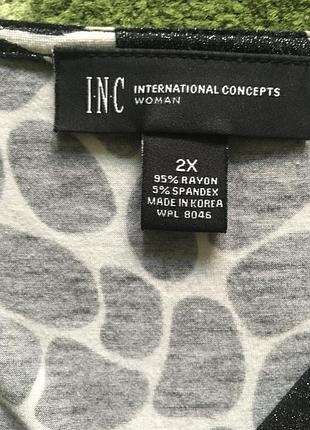 I·N·C INTERNATIONAL CONCEPTS
WOMAN
2X
95% RAYON
5% SPANDEX
MADE IN KOREA
WPL 8046